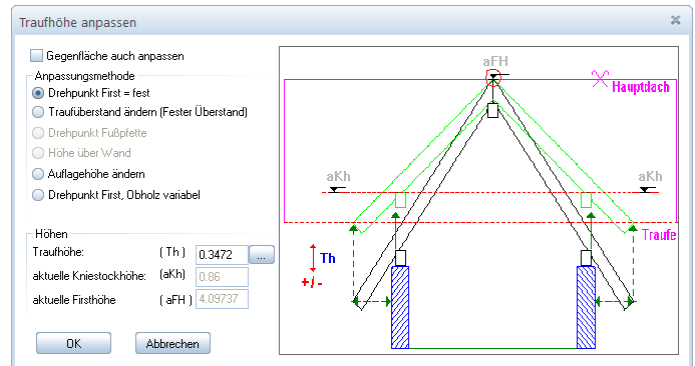 Traufhöhe anpassen
Gegenfläche auch anpassen
Anpassungsmethode
Drehpunkt First = fest
Traufüberstand ändern (Fester Überstand)
Drehpunkt Fußpfette
Höhe über Wand
Auflagehöhe ändern
Drehpunkt First, Obholz variabel
Höhen
Traufhöhe: ( Th ) 0.3472 ...
aktuelle Kniestockhöhe: (aKh) 0.86
aktuelle Firsthöhe ( aFH ) 4.09737
OK Abbrechen
aFH
Hauptdach
aKh aKh
Traufe
Th
+/-